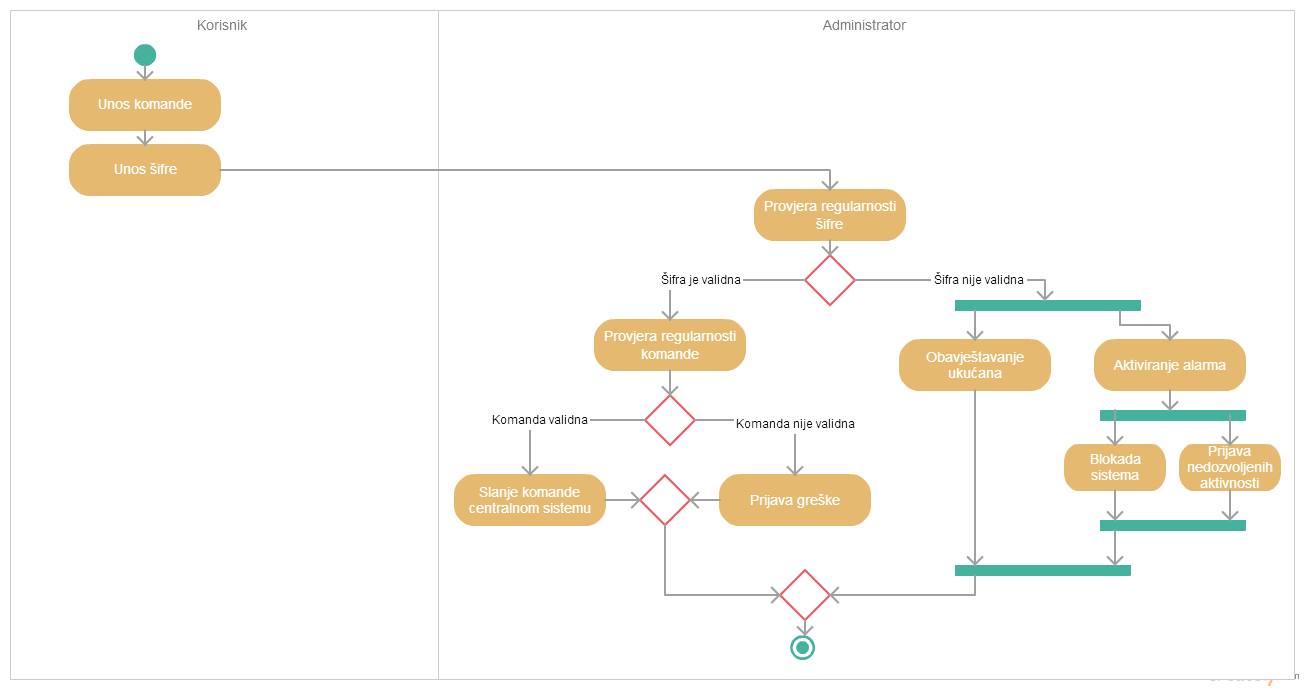 Korisnik
Administrator
Unos komande
Unos šifre
Provjera regularnosti
šifre
Šifra je validna
Šifra nije validna
Provjera regularnosti
komande
Obavještavanje
ukućana
Aktiviranje alarma
Komanda validna
Komanda nije validna
Blokada
sistema
Prijava
nedozvoljenih
aktivnosti
Slanje komande
centralnom sistemu
Prijava greške